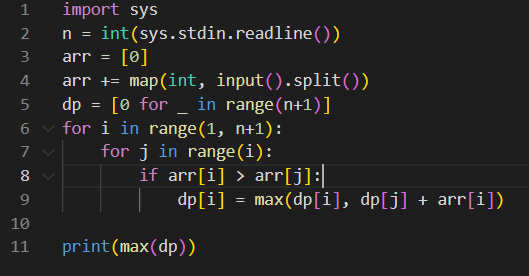 1 import sys
2 n = int(sys.stdin.readline())
3 arr = [0]
4 arr += map(int, input().split())
5 dp = [0 for _ in range(n+1)]
6 for i in range(1, n+1):
7     for j in range(i):
8         if arr[i] > arr[j]:
9             dp[i] = max(dp[i], dp[j] + arr[i])
10
11 print(max(dp))